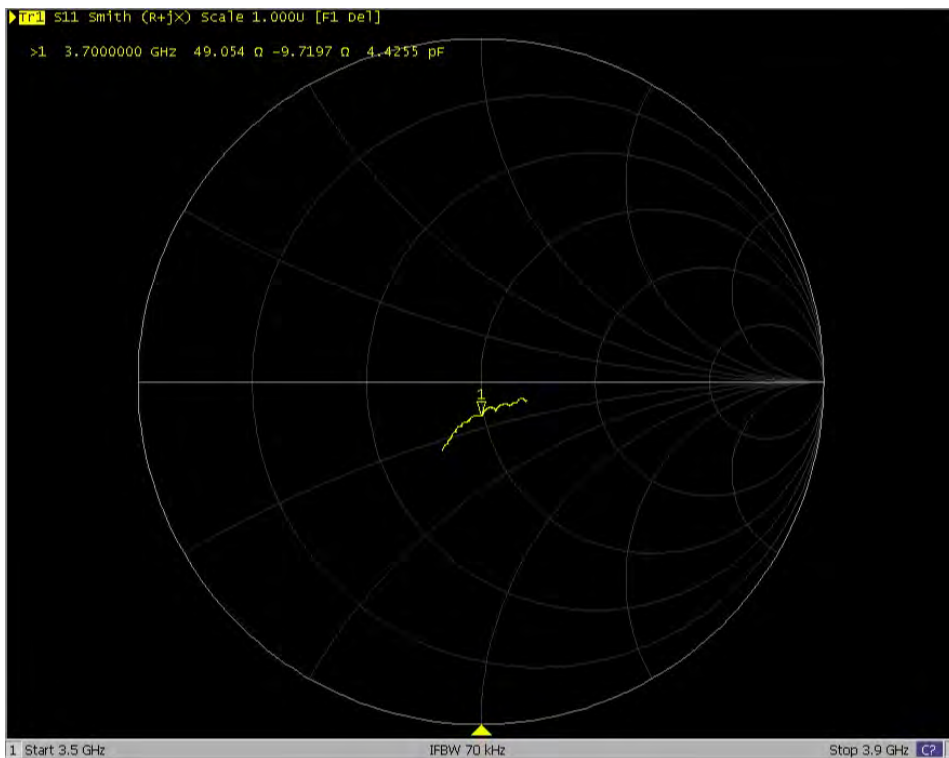 Tr1 S11 Smith (R+jX) Scale 1.000U [F1 Del]
>1 3.7000000 GHz 49.054 Ω -9.7197 Ω 4.4255 pF
1
1 Start 3.5 GHz IFBW 70 kHz Stop 3.9 GHz C?